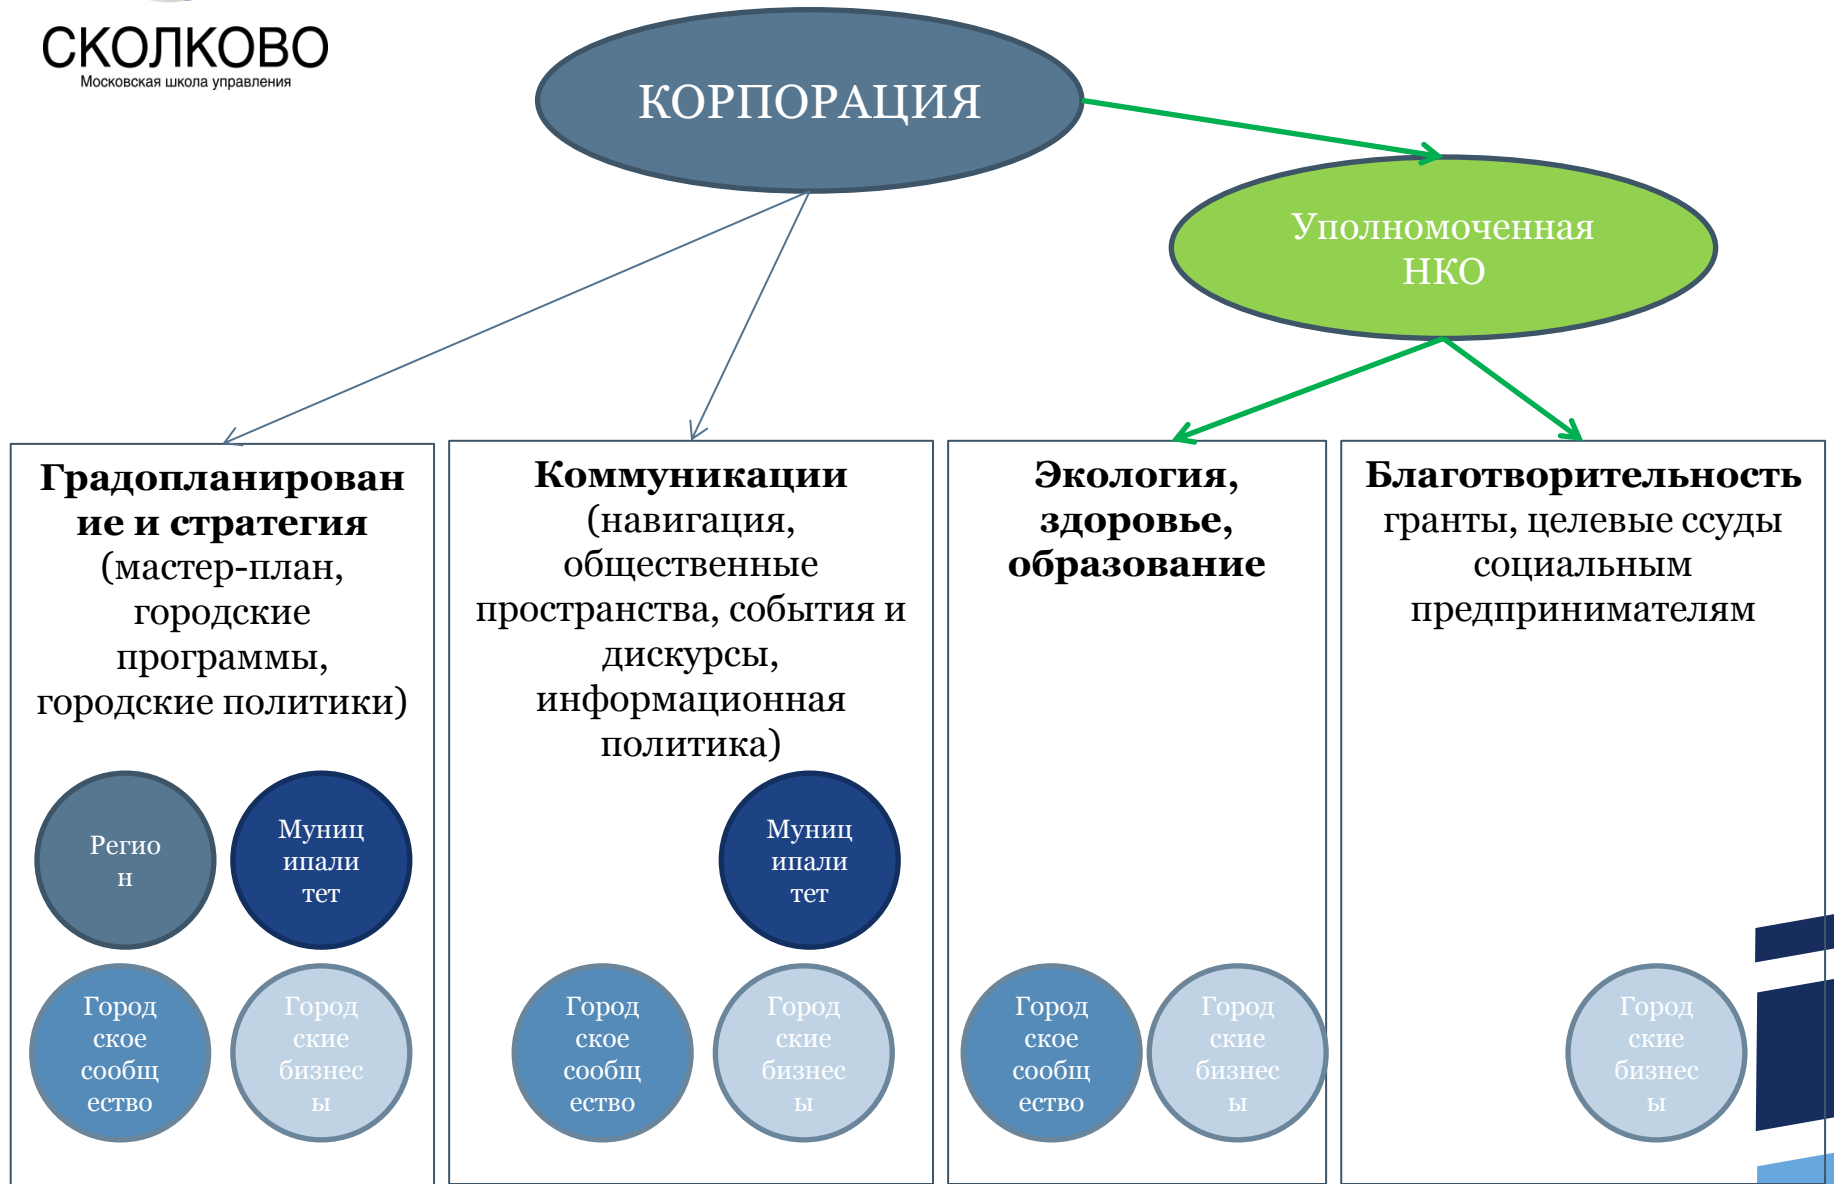 СКОЛКОВО
Московская школа управления
КОРПОРАЦИЯ
Уполномоченная
НКО
Градопланирован
ие и стратегия
(мастер-план,
городские
программы,
городские политики)
Регио
н
Муниц
ипали
тет
Город
ское
сообщ
ество
Город
ские
бизнес
ы
Коммуникации
(навигация,
общественные
пространства, события и
дискурсы,
информационная
политика)
Муниц
ипали
тет
Город
ское
сообщ
ество
Город
ские
бизнес
ы
Экология,
здоровье,
образование
Город
ское
сообщ
ество
Город
ские
бизнес
ы
Благотворительность
гранты, целевые ссуды
социальным
предпринимателям
Город
ские
бизнес
ы